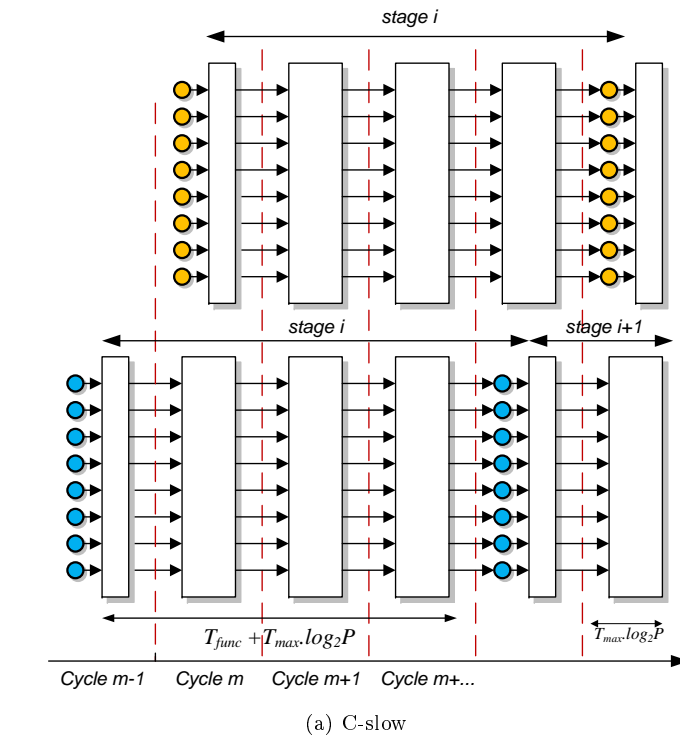 stage i
stage i
stage i+1
T_func +T_max.log_2P
T_max.log_2P
Cycle m-1
Cycle m
Cycle m+1
Cycle m+...
(a) C-slow